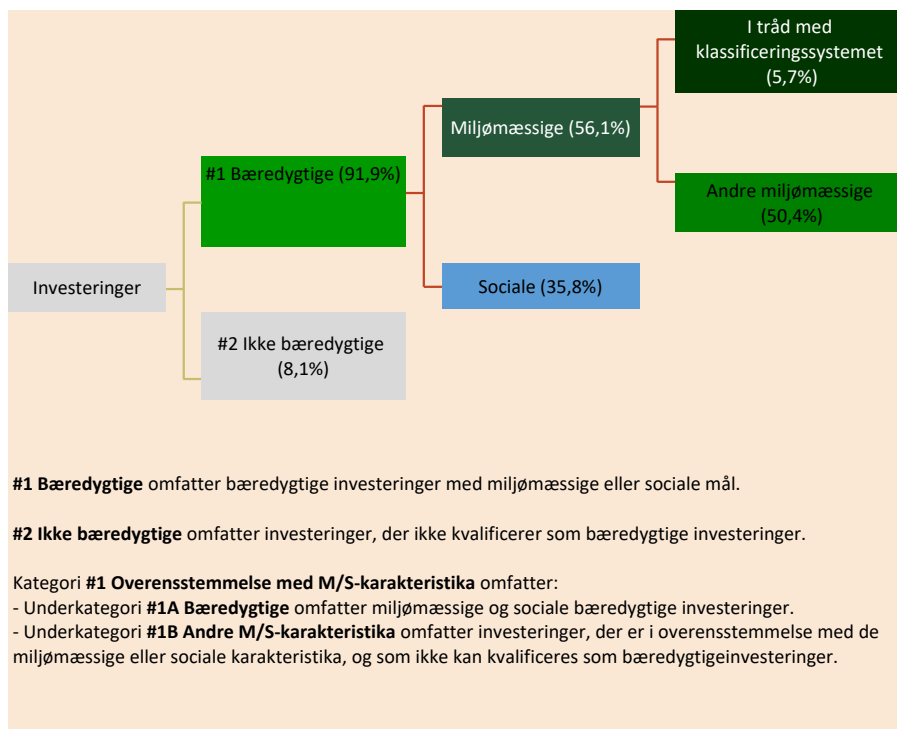 I tråd med
klassificeringssystemet
(5,7%)
Miljømæssige (56,1%)
#1 Bæredygtige (91,9%)
Andre miljømæssige
(50,4%)
Investeringer
Sociale (35,8%)
#2 Ikke bæredygtige
(8,1%)
#1 Bæredygtige omfatter bæredygtige investeringer med miljømæssige eller sociale mål.
#2 Ikke bæredygtige omfatter investeringer, der ikke kvalificerer som bæredygtige investeringer.
Kategori #1 Overensstemmelse med M/S-karakteristika omfatter:
- Underkategori #1A Bæredygtige omfatter miljømæssige og sociale bæredygtige investeringer.
- Underkategori #1B Andre M/S-karakteristika omfatter investeringer, der er i overensstemmelse med de
miljømæssige eller sociale karakteristika, og som ikke kan kvalificeres som bæredygtigeinvesteringer.